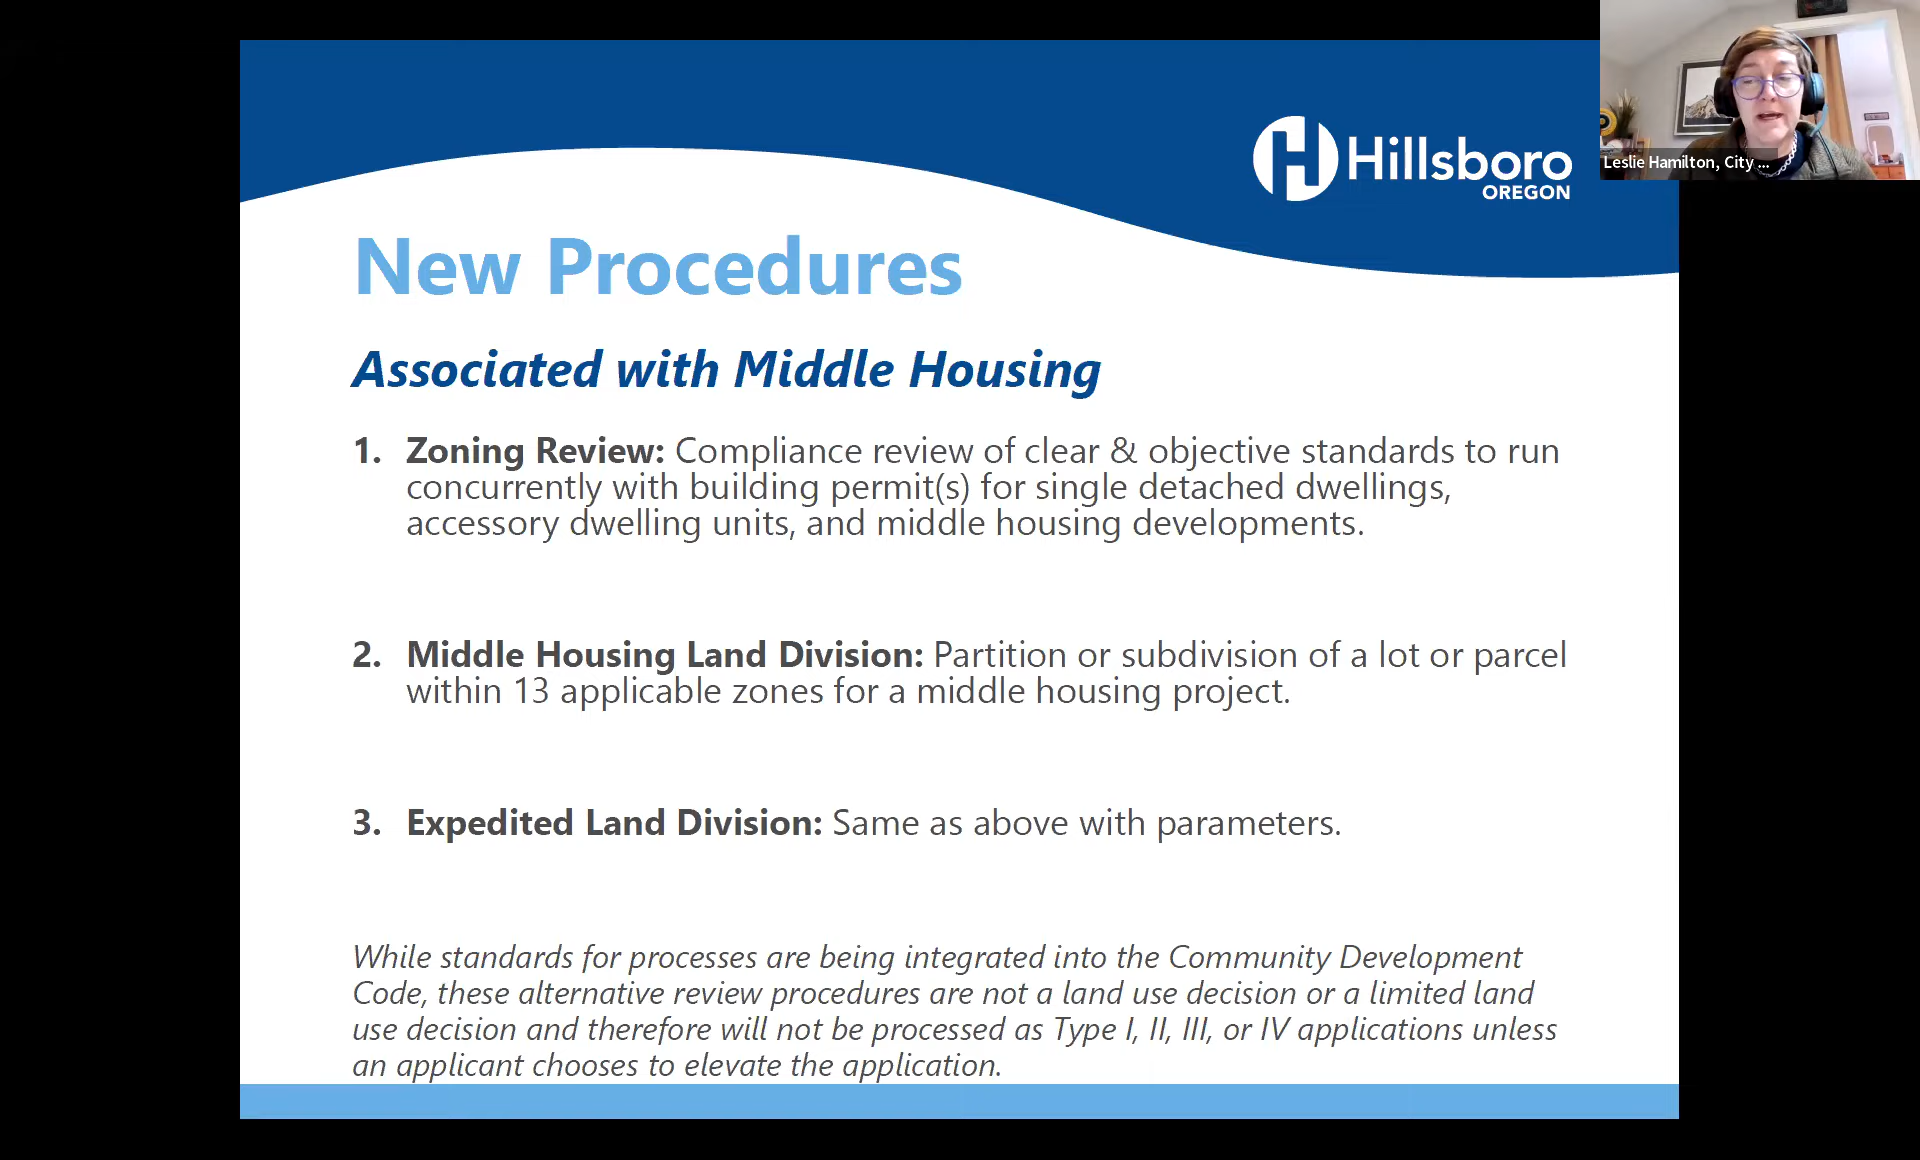 Hillsboro
OREGON
Leslie Hamilton, City ...
New Procedures
Associated with Middle Housing
1. Zoning Review: Compliance review of clear & objective standards to run
concurrently with building permit(s) for single detached dwellings,
accessory dwelling units, and middle housing developments.
2. Middle Housing Land Division: Partition or subdivision of a lot or parcel
within 13 applicable zones for a middle housing project.
3. Expedited Land Division: Same as above with parameters.
While standards for processes are being integrated into the Community Development
Code, these alternative review procedures are not a land use decision or a limited land
use decision and therefore will not be processed as Type I, II, III, or IV applications unless
an applicant chooses to elevate the application.